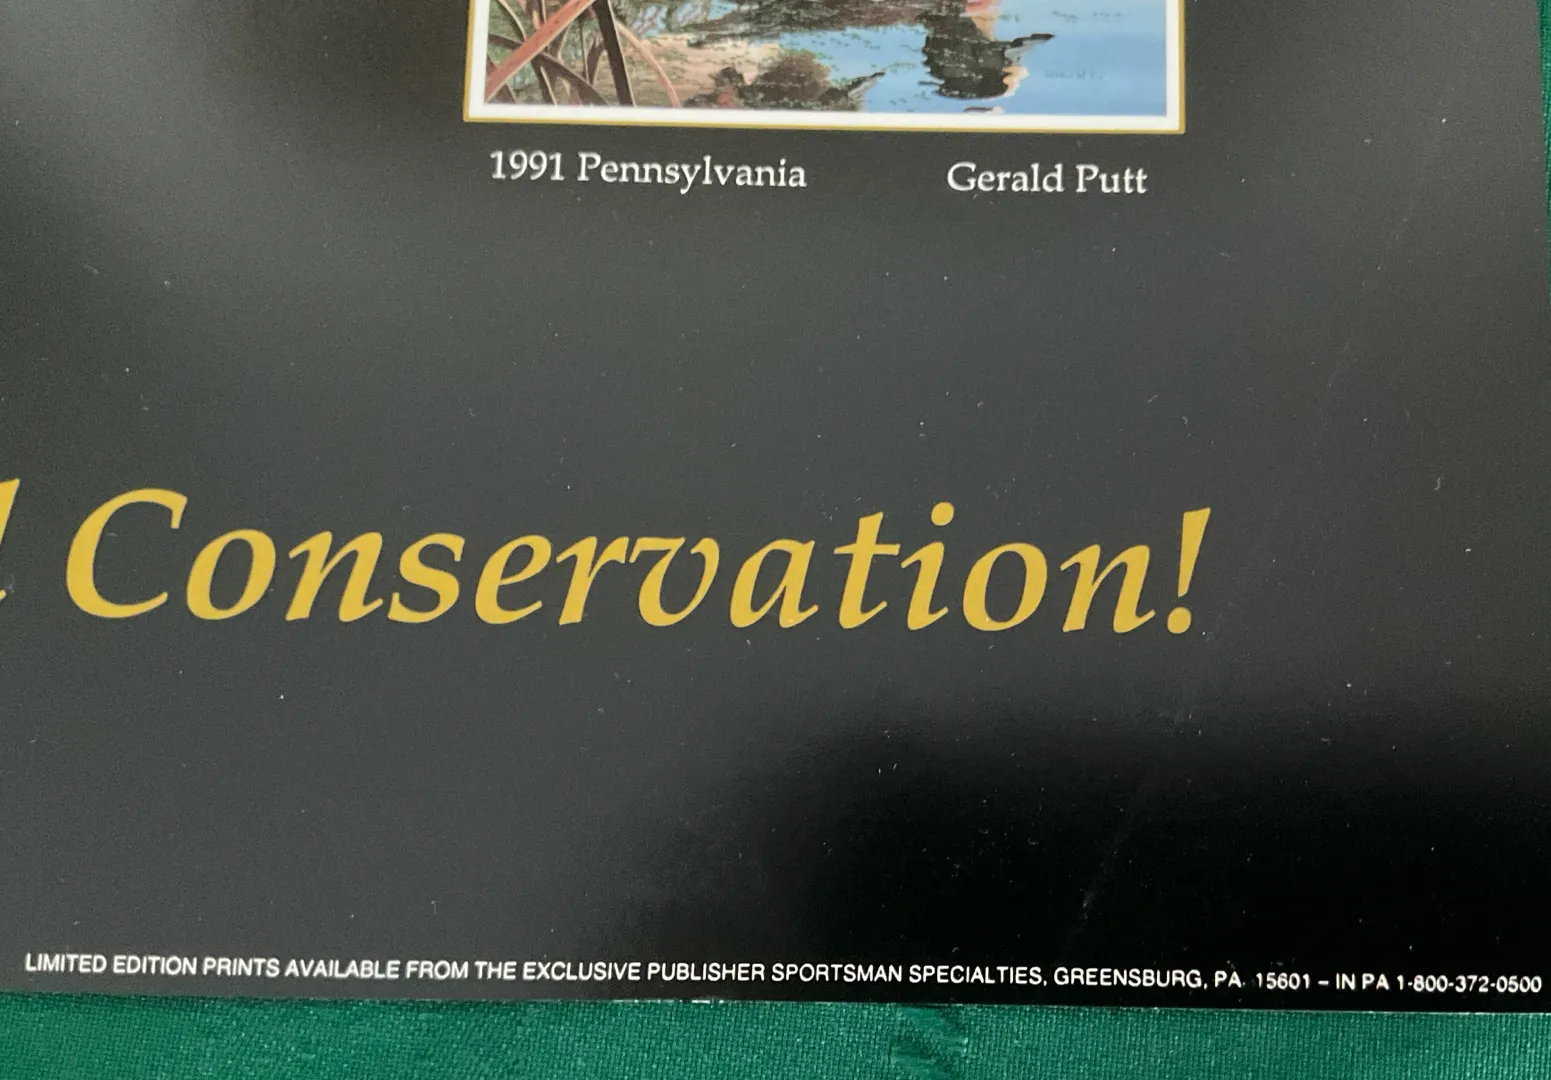 1991 Pennsylvania Gerald Putt
Conservation!
LIMITED EDITION PRINTS AVAILABLE FROM THE EXCLUSIVE PUBLISHER SPORTSMAN SPECIALTIES, GREENSBURG, PA. 15601 – IN PA 1-800-372-0500